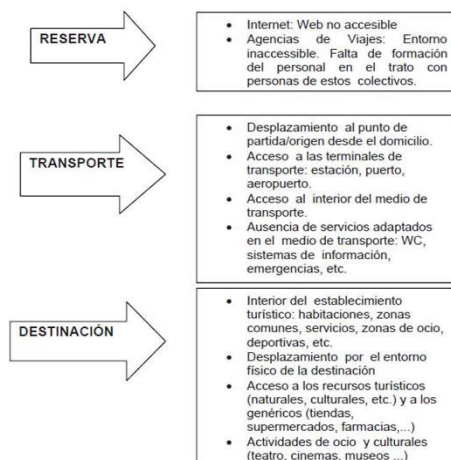 RESERVA
• Internet: Web no accesible
• Agencias de Viajes: Entorno
inaccessible. Falta de formación
del personal en el trato con
personas de estos colectivos.
TRANSPORTE
• Desplazamiento al punto de
partida/origen desde el domicilio.
• Acceso a las terminales de
transporte: estación, puerto,
aeropuerto.
• Acceso al interior del medio de
transporte.
• Ausencia de servicios adaptados
en el medio de transporte: WC,
sistemas de información,
emergencias, etc.
DESTINACIÓN
• Interior del establecimiento
turístico: habitaciones, zonas
comunes, servicios, zonas de ocio,
deportivas, etc.
• Desplazamiento por el entorno
físico de la destinación
• Acceso a los recursos turísticos
(naturales, culturales, etc.) y a los
genéricos (tiendas,
supermercados, farmacias,...)
• Actividades de ocio y culturales
(teatro, cinemas, museos ...)